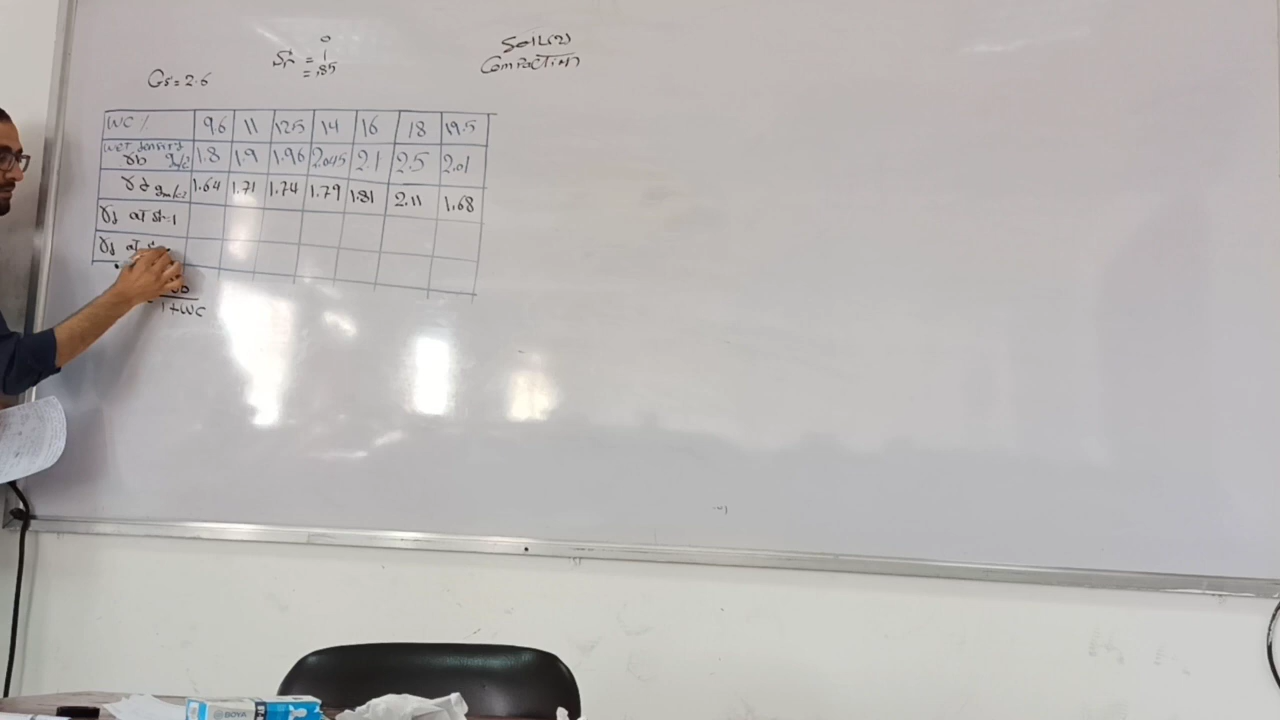 SOIL(2)
Compaction
0
Sr = 1
= .85
Gs = 2.6
WC % 9.6 11 12.5 14 16 18 19.5
wet density
γb 1.8 1.9 1.96 2.045 2.1 2.5 2.01
γd gm/c2 1.64 1.71 1.74 1.79 1.81 2.11 1.68
γd at sr=1
γd at
1+WC
BOYA